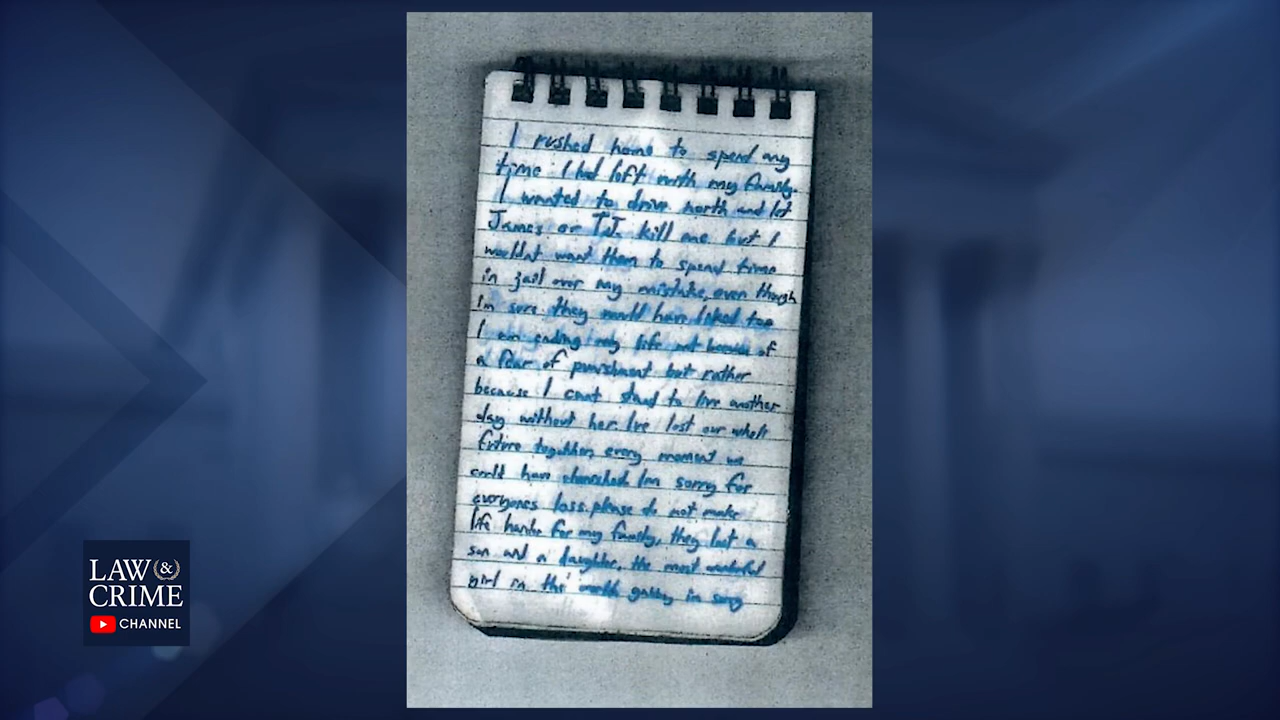 I rushed home to spend any
time I had left with my family.
I wanted to drive north and let
James or T.J. kill me but I
wouldnt want them to spend time
in jail over my mistake, even though
Im sure they would have liked too
I am ending my life not because of
a fear of punishment but rather
because I cant stand to live another
day without her. Ive lost our whole
future together, every moment we
could have cherished. Im sorry for
everyones loss. please do not make
life harder for my family, they lost a
son and a daughter, the most wonderful
girl in the world. gabby im sorry
LAW &
CRIME
CHANNEL